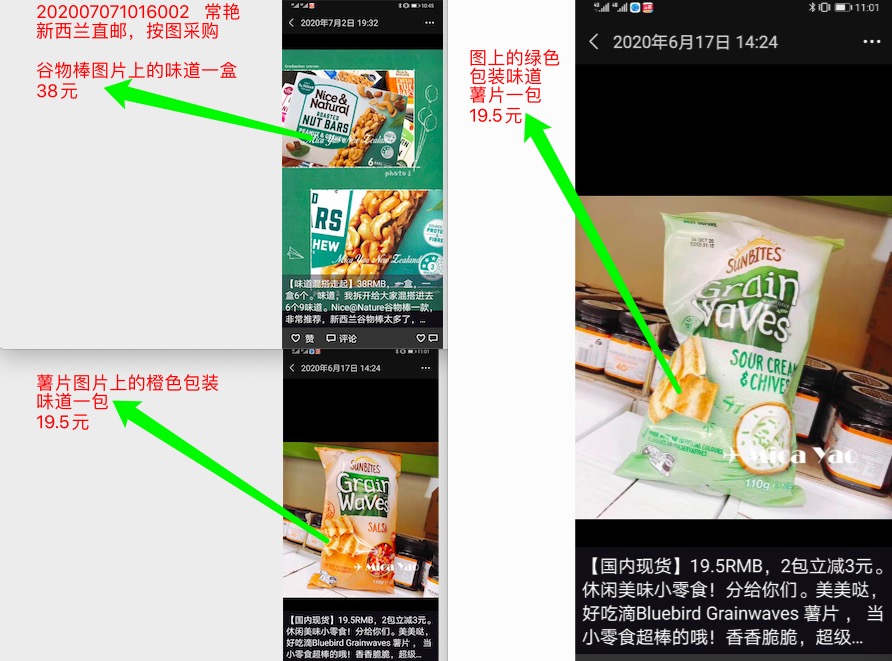 202007071016002 常艳
新西兰直邮，按图采购
谷物棒图片上的味道一盒
38元
10:45
2020年7月2日 19:32
Nice &
Natural
ROASTED
NUT BARS
6
photo
RS
HEW
Mica Yao New Zealand
【味道混搭走起】38RMB，一盒，一
盒6个。味道，我拆开给大家混搭进去
6个9味道。Nice@Nature谷物棒一款，
非常推荐，新西兰谷物棒太多了，...
赞 评论
薯片图片上的橙色包装
味道一包
19.5元
11:01
2020年6月17日 14:24
SUNBITES
Grain
Waves
SALSA
Mica Yao
【国内现货】19.5RMB，2包立减3元。
休闲美味小零食！分给你们。美美哒，
好吃滴Bluebird Grainwaves 薯片， 当
小零食超棒的哦！香香脆脆，超级...
图上的绿色
包装味道
薯片一包
19.5元
11:01
2020年6月17日 14:24
SUNBITES
Grain
Waves
SOUR CREAM
& CHIVES
40+
Mica Yao
110g
【国内现货】19.5RMB，2包立减3元。
休闲美味小零食！分给你们。美美哒，
好吃滴Bluebird Grainwaves 薯片， 当
小零食超棒的哦！香香脆脆，超级...